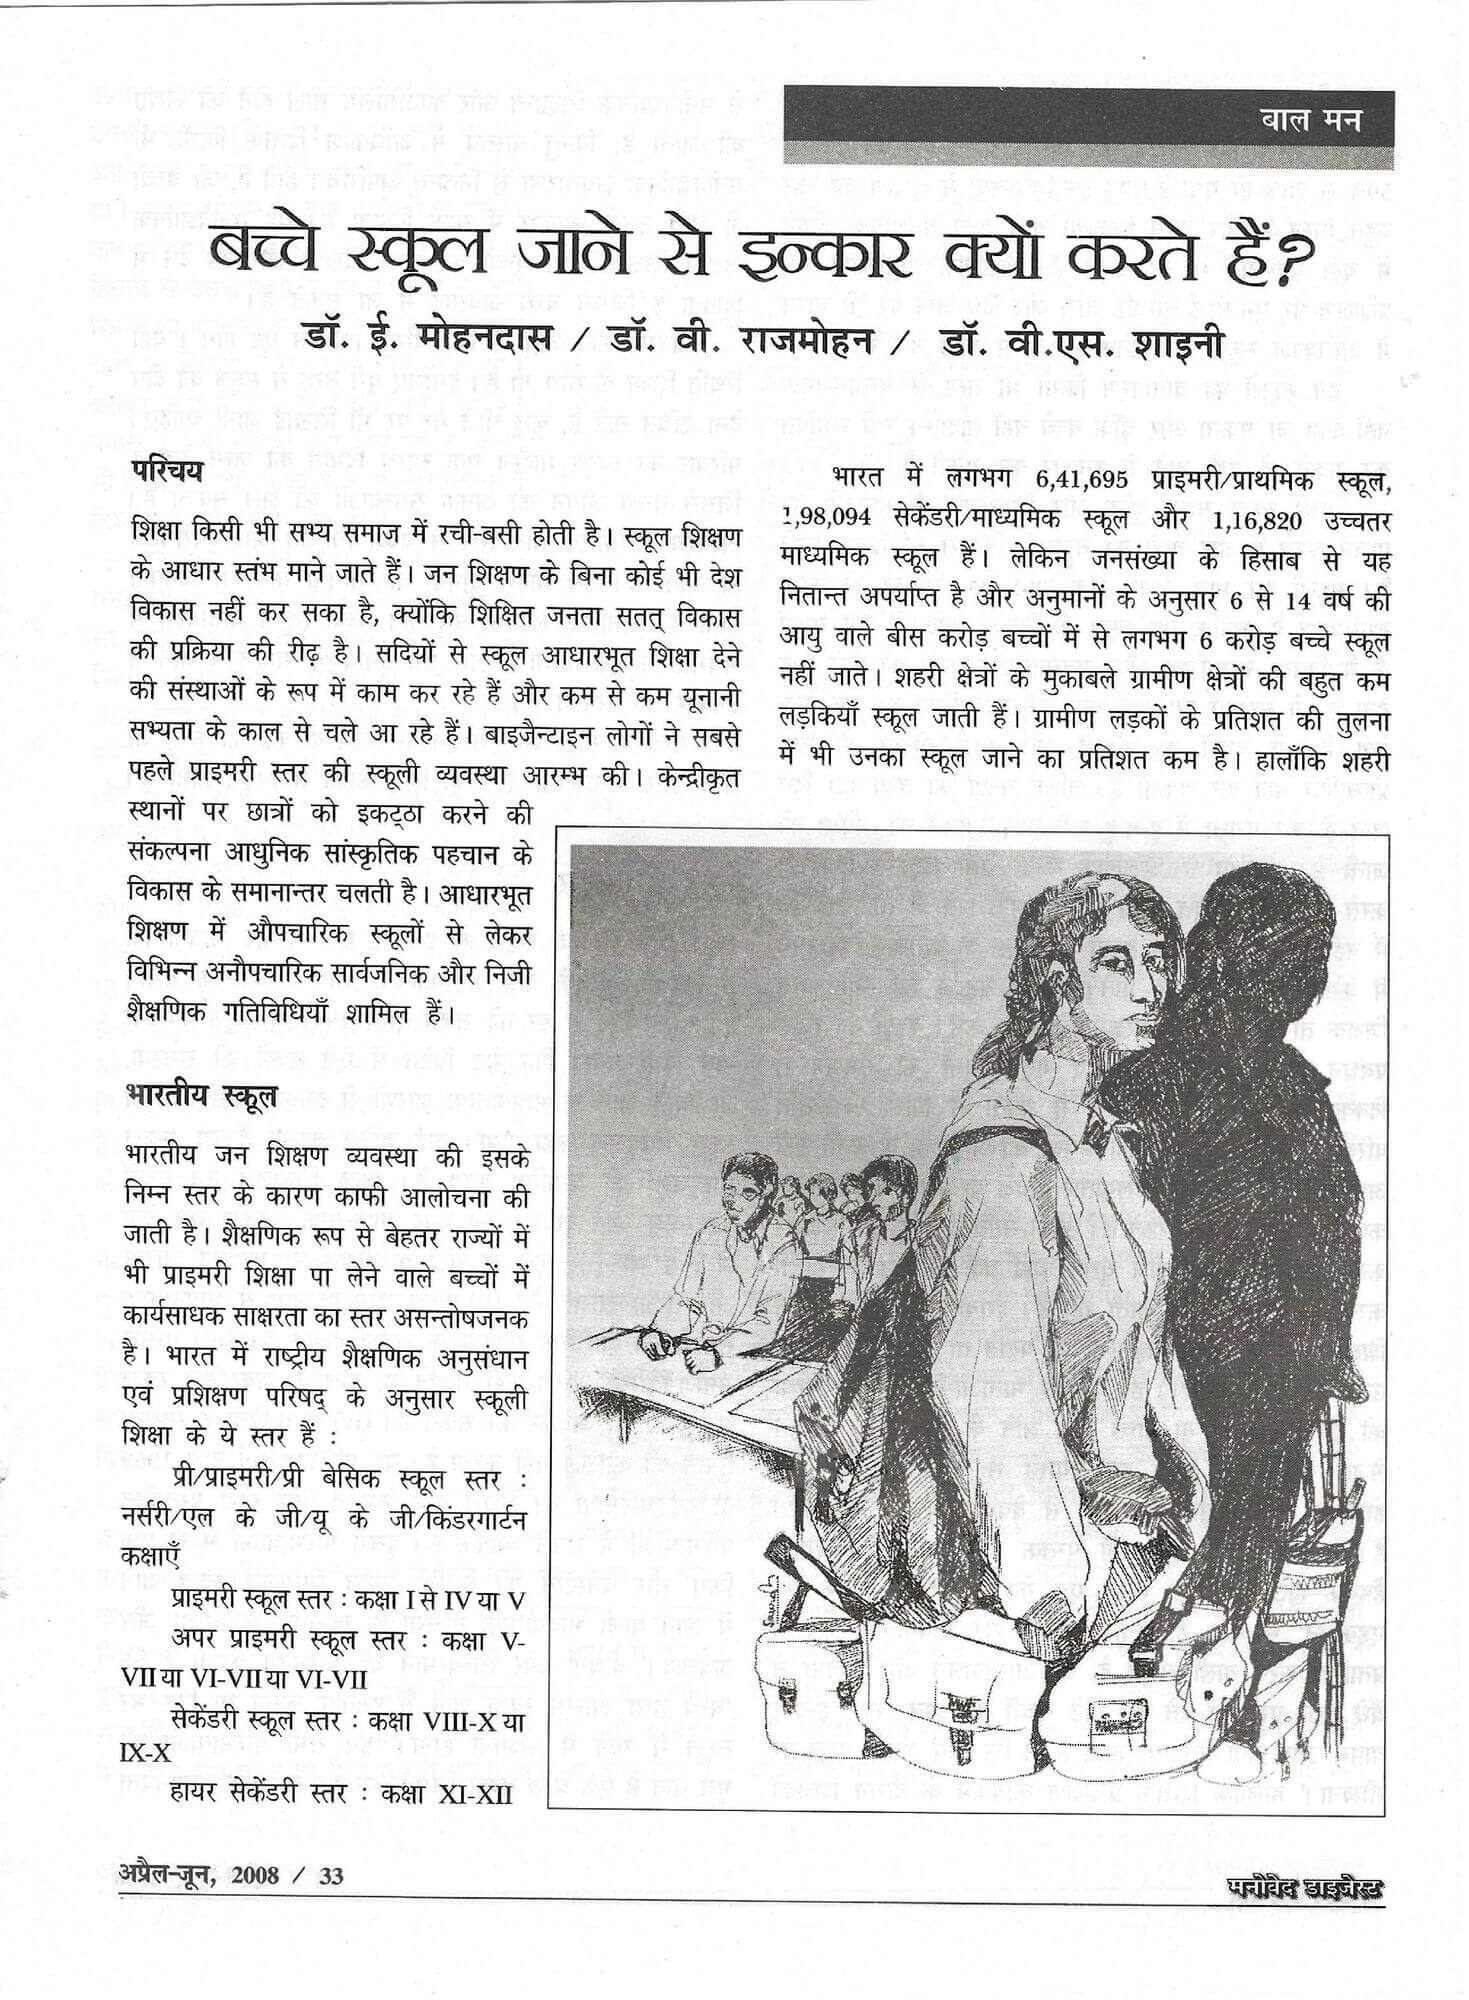 बाल मन
बच्चे स्कूल जाने से इन्कार क्यों करते हैं?
डॉ. ई. मोहनदास / डॉ. वी. राजमोहन / डॉ. वी.एस. शाइनी
परिचय
शिक्षा किसी भी सभ्य समाज में रची-बसी होती है। स्कूल शिक्षण
के आधार स्तंभ माने जाते हैं। जन शिक्षण के बिना कोई भी देश
विकास नहीं कर सका है, क्योंकि शिक्षित जनता सतत् विकास
की प्रक्रिया की रीढ़ है। सदियों से स्कूल आधारभूत शिक्षा देने
की संस्थाओं के रूप में काम कर रहे हैं और कम से कम यूनानी
सभ्यता के काल से चले आ रहे हैं। बाइजैन्टाइन लोगों ने सबसे
पहले प्राइमरी स्तर की स्कूली व्यवस्था आरम्भ की। केन्द्रीकृत
स्थानों पर छात्रों को इकट्ठा करने की
संकल्पना आधुनिक सांस्कृतिक पहचान के
विकास के समानान्तर चलती है। आधारभूत
शिक्षण में औपचारिक स्कूलों से लेकर
विभिन्न अनौपचारिक सार्वजनिक और निजी
शैक्षणिक गतिविधियाँ शामिल हैं।
भारतीय स्कूल
भारतीय जन शिक्षण व्यवस्था की इसके
निम्न स्तर के कारण काफी आलोचना की
जाती है। शैक्षणिक रूप से बेहतर राज्यों में
भी प्राइमरी शिक्षा पा लेने वाले बच्चों में
कार्यसाधक साक्षरता का स्तर असन्तोषजनक
है। भारत में राष्ट्रीय शैक्षणिक अनुसंधान
एवं प्रशिक्षण परिषद् के अनुसार स्कूली
शिक्षा के ये स्तर हैं :
प्री/प्राइमरी/प्री बेसिक स्कूल स्तर :
नर्सरी/एल के जी/यू के जी/किंडरगार्टन
कक्षाएँ
प्राइमरी स्कूल स्तर : कक्षा I से IV या V
अपर प्राइमरी स्कूल स्तर : कक्षा V-
VII या VI-VII या VI-VII
सेकेंडरी स्कूल स्तर : कक्षा VIII-X या
IX-X
हायर सेकेंडरी स्तर : कक्षा XI-XII
भारत में लगभग 6,41,695 प्राइमरी/प्राथमिक स्कूल,
1,98,094 सेकेंडरी/माध्यमिक स्कूल और 1,16,820 उच्चतर
माध्यमिक स्कूल हैं। लेकिन जनसंख्या के हिसाब से यह
नितान्त अपर्याप्त है और अनुमानों के अनुसार 6 से 14 वर्ष की
आयु वाले बीस करोड़ बच्चों में से लगभग 6 करोड़ बच्चे स्कूल
नहीं जाते। शहरी क्षेत्रों के मुकाबले ग्रामीण क्षेत्रों की बहुत कम
लड़कियाँ स्कूल जाती हैं। ग्रामीण लड़कों के प्रतिशत की तुलना
में भी उनका स्कूल जाने का प्रतिशत कम है। हालाँकि शहरी
अप्रैल-जून, 2008 / 33
मनोवेद डाइजेस्ट